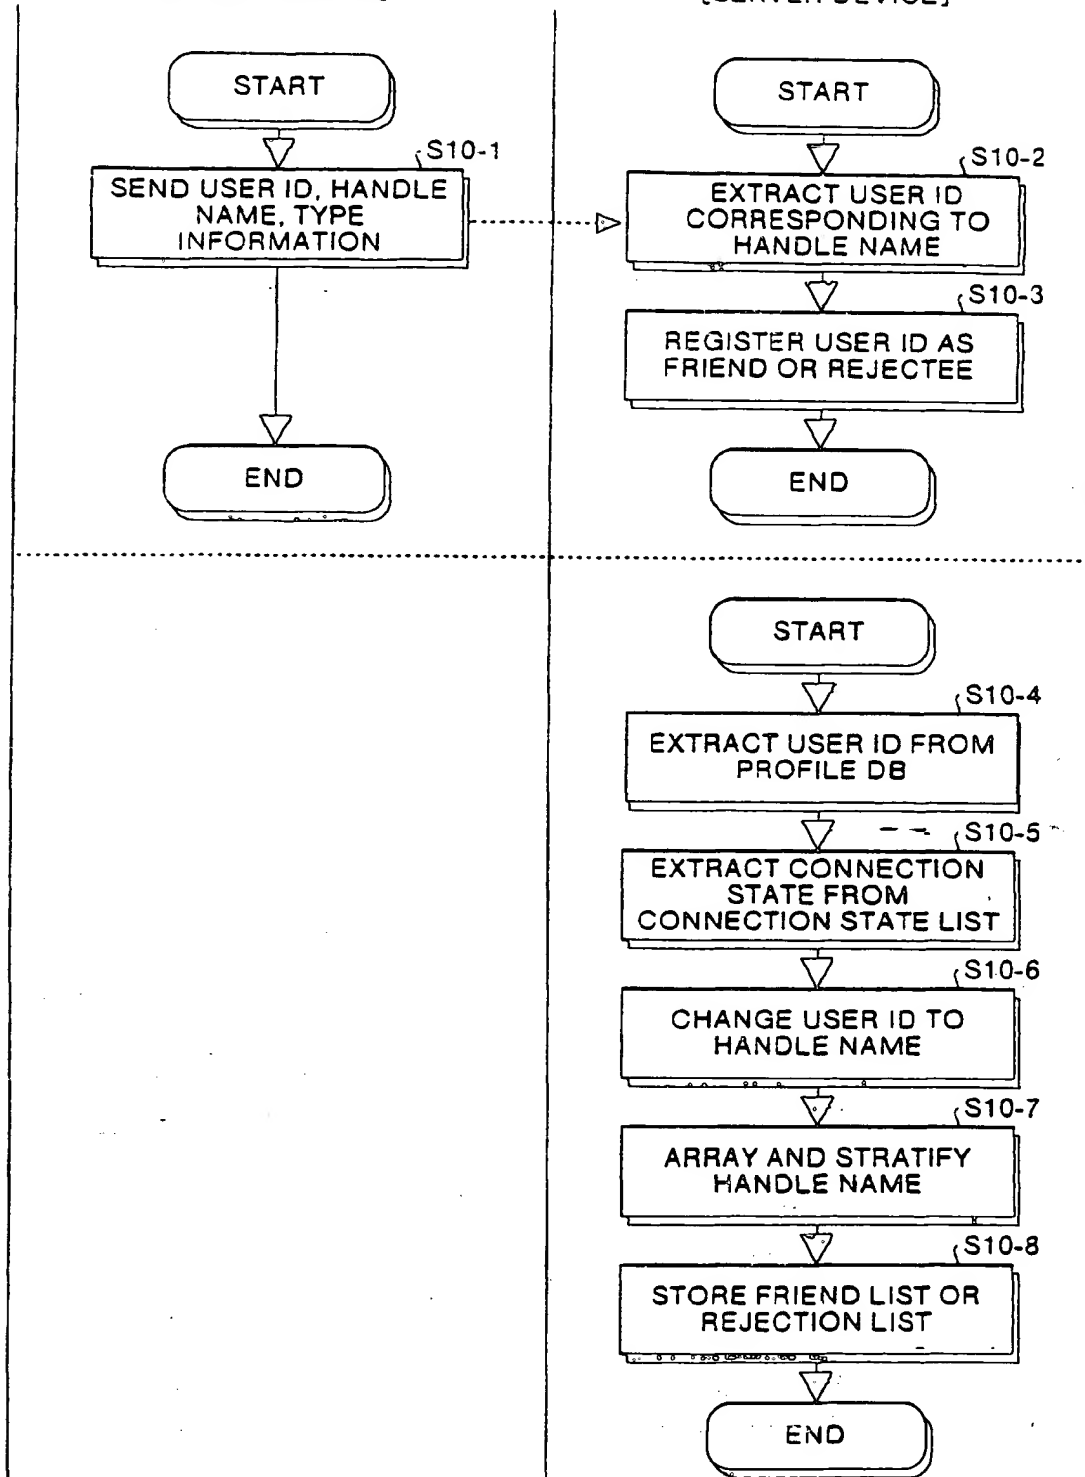 [SERVER DEVICE]
START
S10-1
SEND USER ID, HANDLE
NAME, TYPE
INFORMATION
END
START
S10-2
EXTRACT USER ID
CORRESPONDING TO
HANDLE NAME
S10-3
REGISTER USER ID AS
FRIEND OR REJECTEE
END
START
S10-4
EXTRACT USER ID FROM
PROFILE DB
S10-5
EXTRACT CONNECTION
STATE FROM
CONNECTION STATE LIST
S10-6
CHANGE USER ID TO
HANDLE NAME
S10-7
ARRAY AND STRATIFY
HANDLE NAME
S10-8
STORE FRIEND LIST OR
REJECTION LIST
END